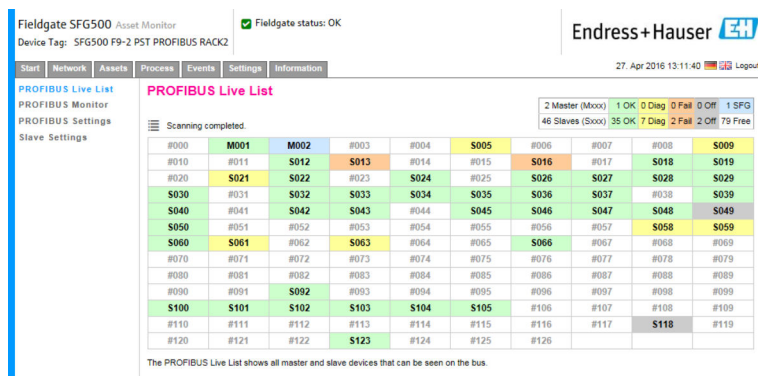 Fieldgate SFG500 Asset Monitor
Device Tag: SFG500 F9-2 PST PROFIBUS RACK2
Fieldgate status: OK
Endress+Hauser EH
Start Network Assets Process Events Settings Information
27. Apr 2016 13:11:40 Logout
PROFIBUS Live List
PROFIBUS Monitor
PROFIBUS Settings
Slave Settings
PROFIBUS Live List
2 Master (Mxxx) 1 OK 0 Diag 0 Fail 0 Off 1 SFG
46 Slaves (Sxxx) 35 OK 7 Diag 2 Fail 2 Off 79 Free
Scanning completed.
#000 M001 M002 #003 #004 S005 #006 #007 #008 S009
#010 #011 S012 S013 #014 #015 S016 #017 S018 S019
#020 S021 S022 #023 S024 #025 S026 S027 S028 S029
S030 #031 S032 S033 S034 S035 S036 S037 #038 S039
S040 #041 S042 S043 #044 S045 S046 S047 S048 S049
S050 #051 #052 #053 #054 #055 #056 #057 S058 S059
S060 S061 #062 S063 #064 #065 S066 #067 #068 #069
#070 #071 #072 #073 #074 #075 #076 #077 #078 #079
#080 #081 #082 #083 #084 #085 #086 #087 #088 #089
#090 #091 S092 #093 #094 #095 #096 #097 #098 #099
S100 S101 S102 S103 S104 S105 #106 #107 #108 #109
#110 #111 #112 #113 #114 #115 #116 #117 S118 #119
#120 #121 #122 S123 #124 #125 #126
The PROFIBUS Live List shows all master and slave devices that can be seen on the bus.